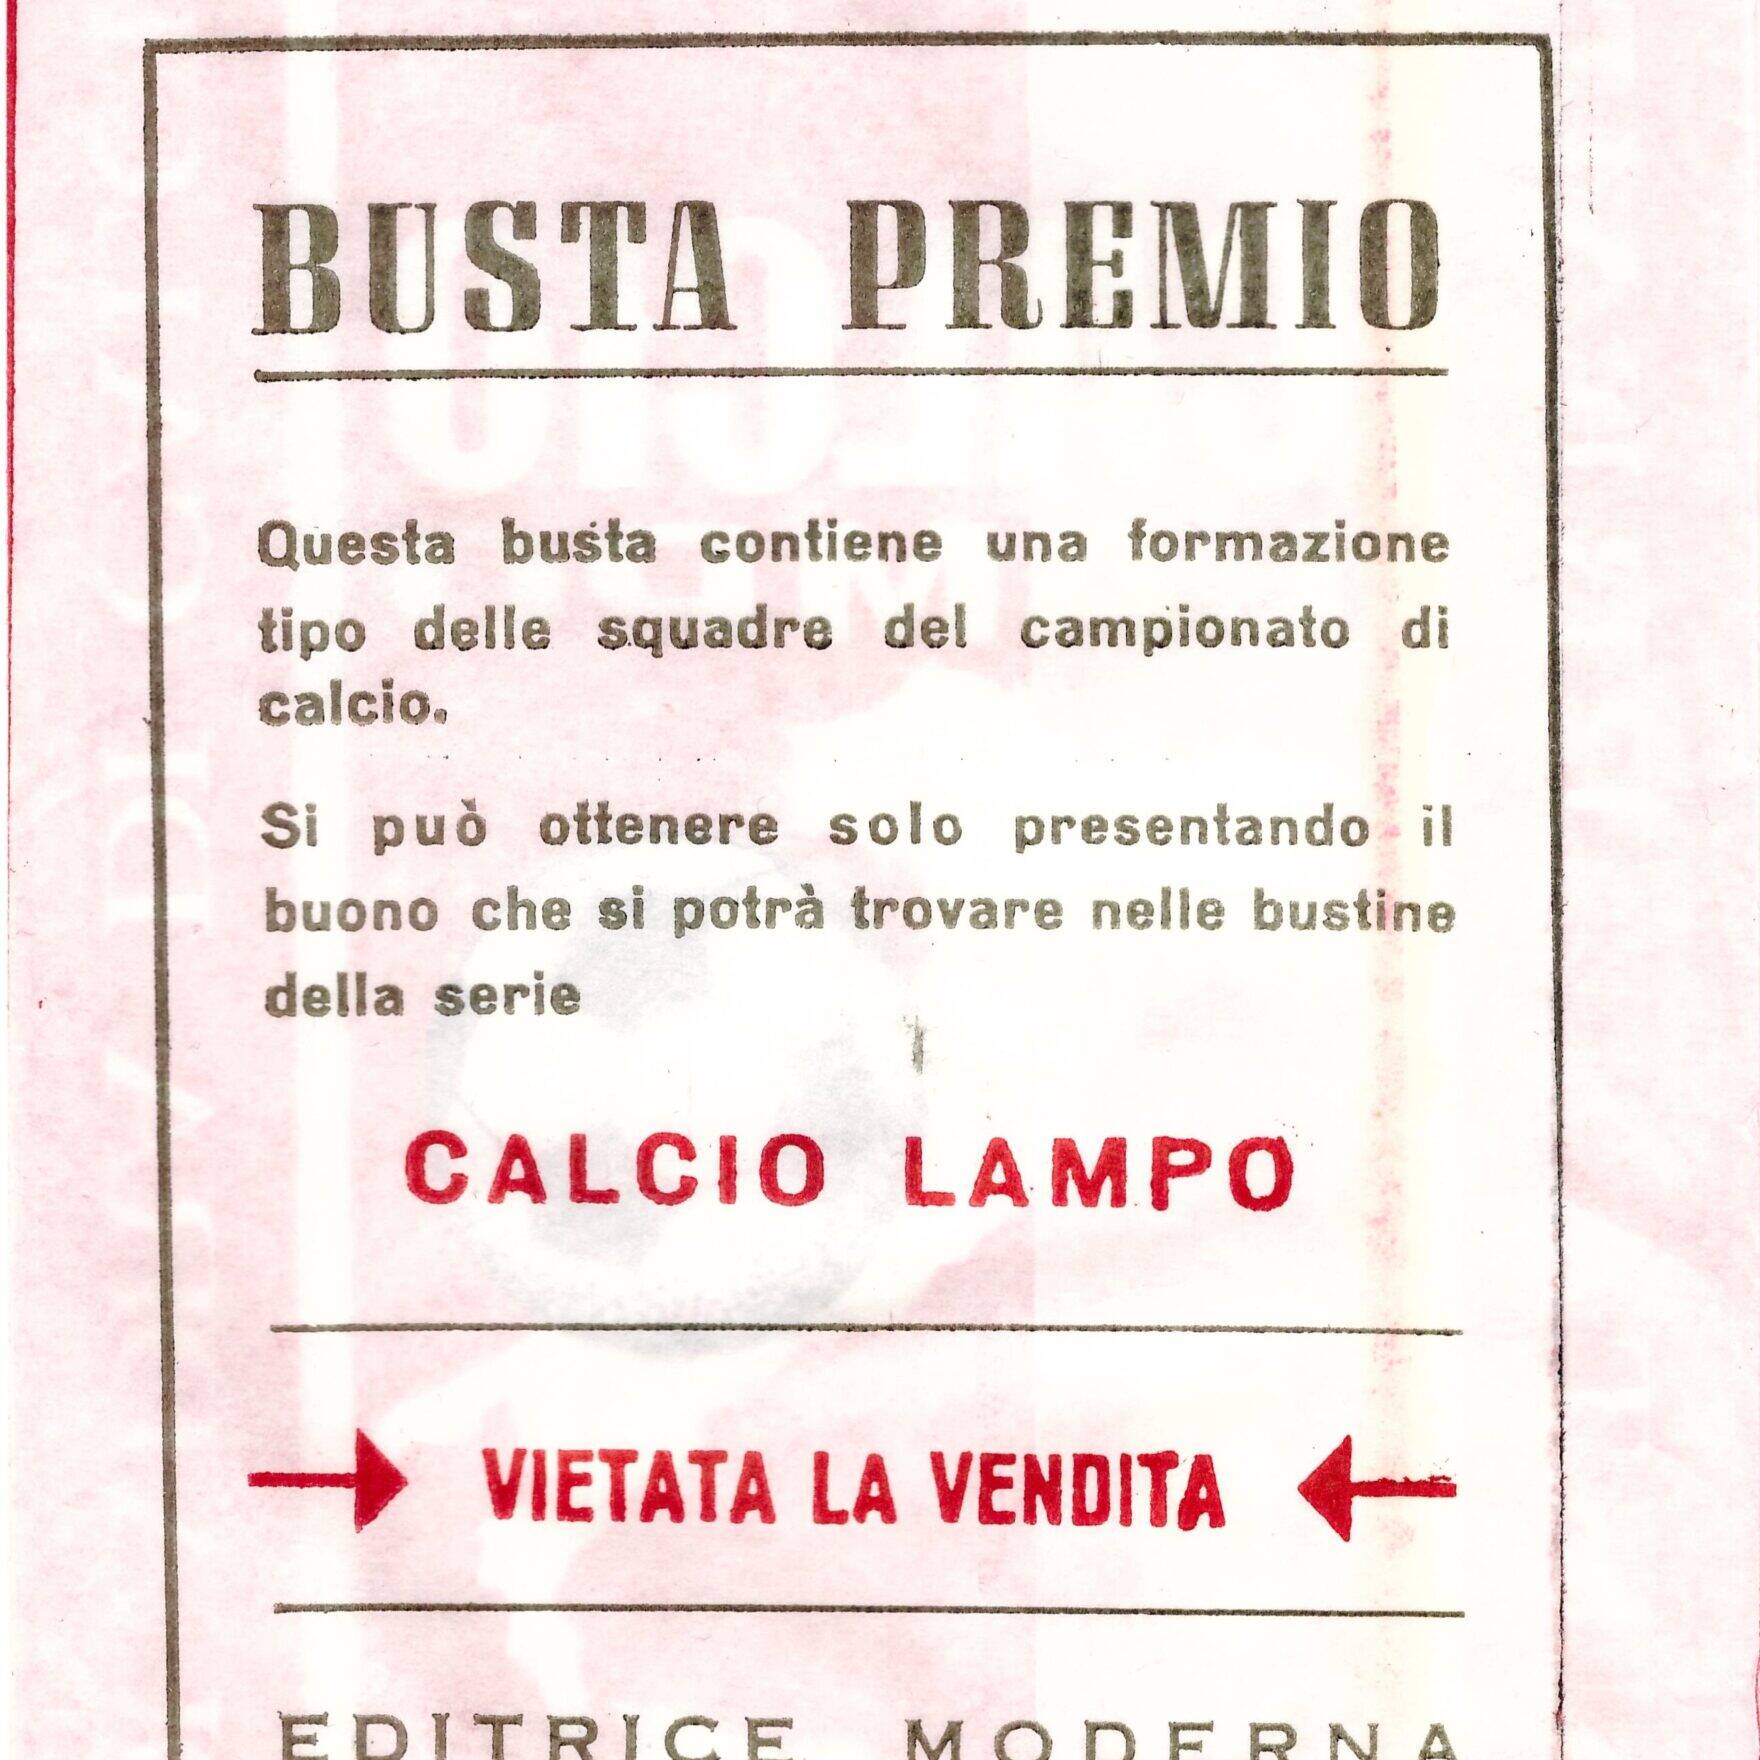 BUSTA PREMIO
Questa busta contiene una formazione
tipo delle squadre del campionato di
calcio.
Si può ottenere solo presentando il
buono che si potrà trovare nelle bustine
della serie
CALCIO LAMPO
VIETATA LA VENDITA
EDITRICE MODERNA